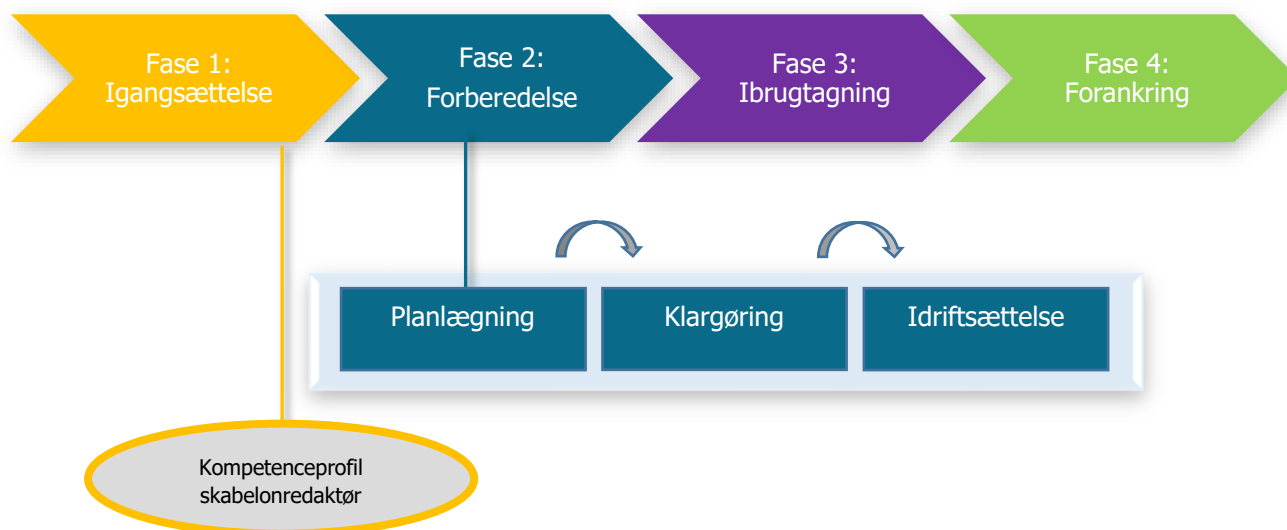 Fase 1:
Igangsættelse
Fase 2:
Forberedelse
Fase 3:
Ibrugtagning
Fase 4:
Forankring
Planlægning
Klargøring
Idriftsættelse
Kompetenceprofil
skabelonredaktør